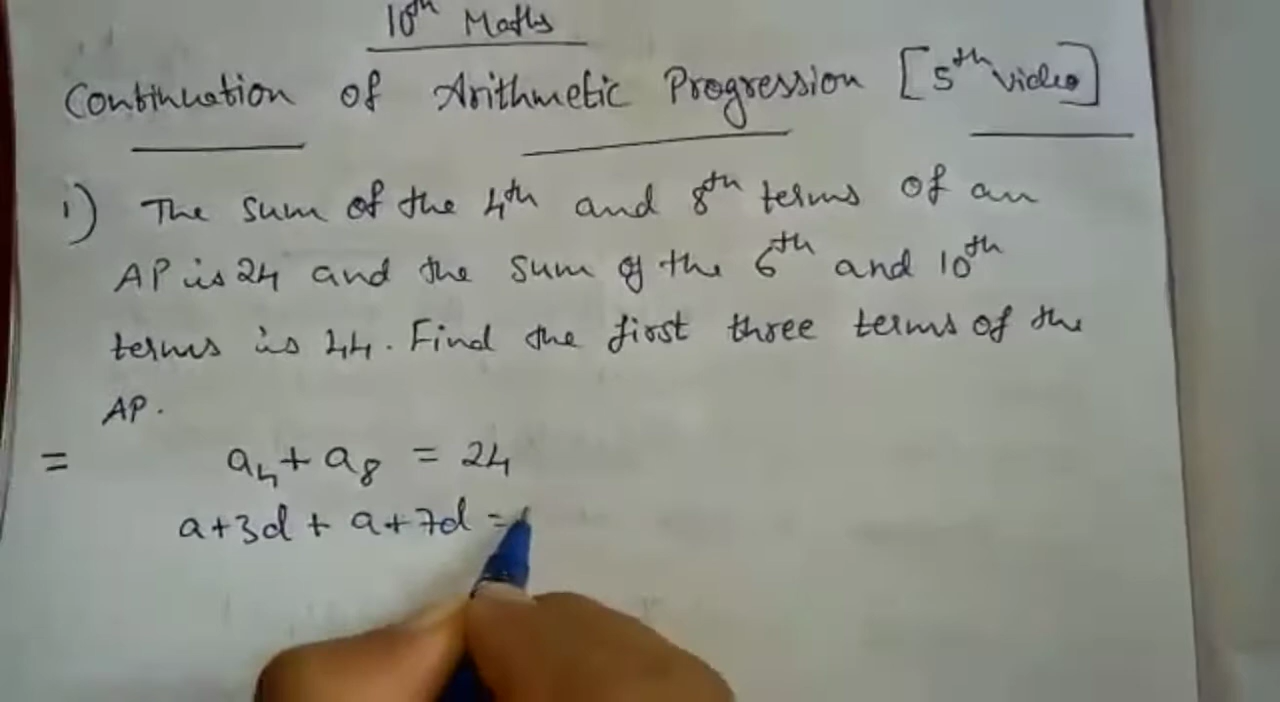 10th Maths
Continuation of Arithmetic Progression [5th video]
1) The sum of the 4th and 8th terms of an
AP is 24 and the sum of the 6th and 10th
terms is 44. Find the first three terms of the
AP.
= a₄ + a₈ = 24
a+3d + a+7d =